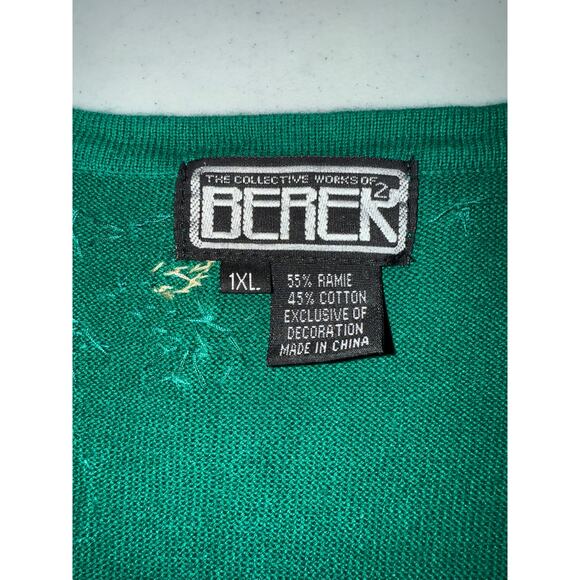 THE COLLECTIVE WORKS OF
BEREK 2
1XL.
55% RAMIE
45% COTTON
EXCLUSIVE OF
DECORATION
MADE IN CHINA